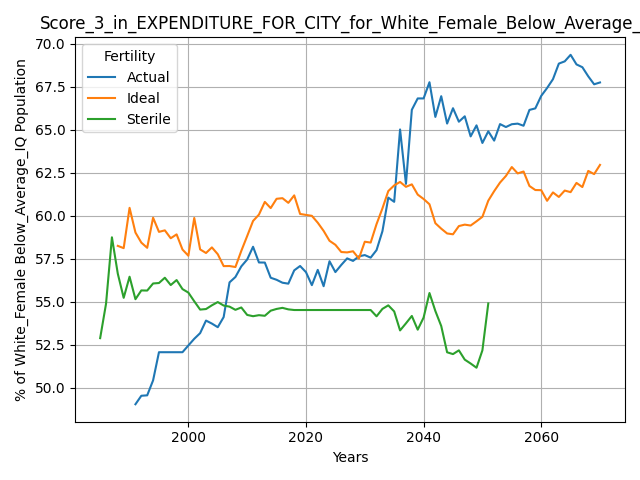 Score_3_in_EXPENDITURE_FOR_CITY_for_White_Female_Below_Average_
% of White_Female Below_Average_IQ Population
70.0
67.5
65.0
62.5
60.0
57.5
55.0
52.5
50.0
Fertility
Actual
Ideal
Sterile
2000
2020
2040
2060
Years